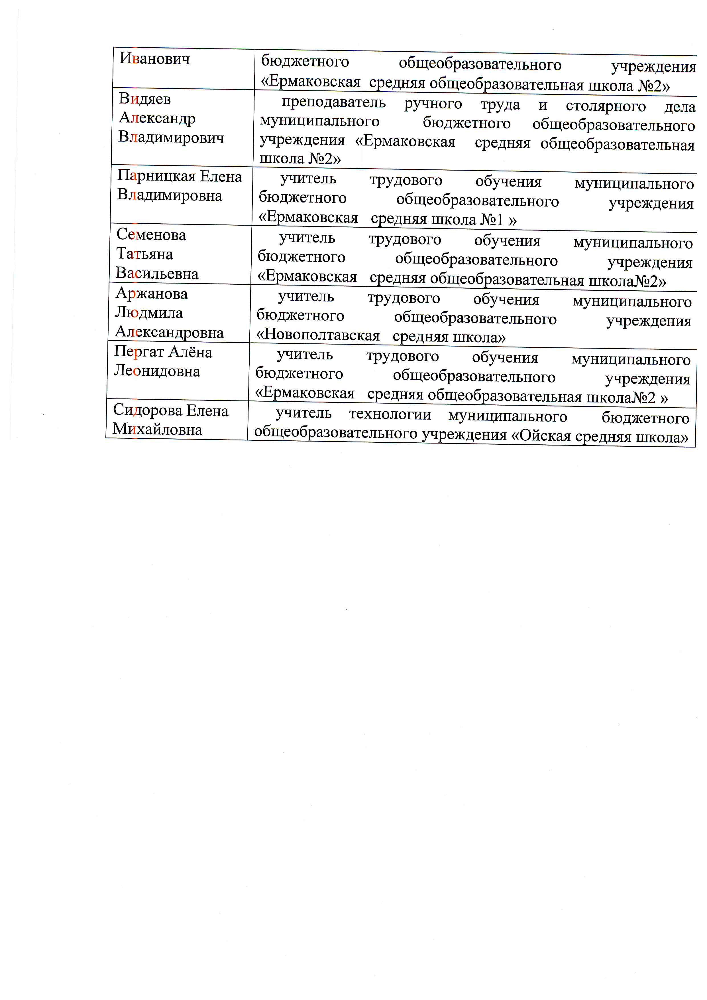 Иванович
бюджетного общеобразовательного учреждения
«Ермаковская средняя общеобразовательная школа №2»
Видяев
Александр
Владимирович
преподаватель ручного труда и столярного дела
муниципального бюджетного общеобразовательного
учреждения «Ермаковская средняя общеобразовательная
школа №2»
Парницкая Елена
Владимировна
учитель трудового обучения муниципального
бюджетного общеобразовательного учреждения
«Ермаковская средняя школа №1 »
Семенова
Татьяна
Васильевна
учитель трудового обучения муниципального
бюджетного общеобразовательного учреждения
«Ермаковская средняя общеобразовательная школа№2»
Аржанова
Людмила
Александровна
учитель трудового обучения муниципального
бюджетного общеобразовательного учреждения
«Новополтавская средняя школа»
Пергат Алёна
Леонидовна
учитель трудового обучения муниципального
бюджетного общеобразовательного учреждения
«Ермаковская средняя общеобразовательная школа№2 »
Сидорова Елена
Михайловна
учитель технологии муниципального бюджетного
общеобразовательного учреждения «Ойская средняя школа»